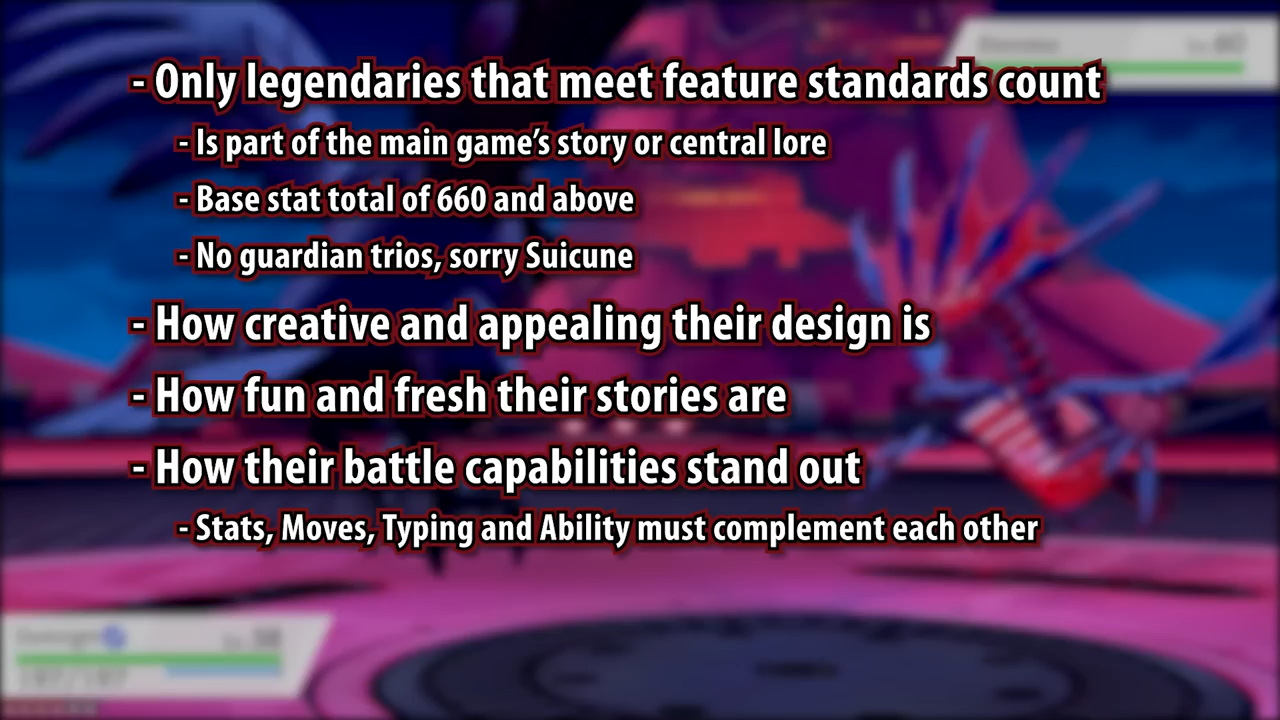 - Only legendaries that meet feature standards count
- Is part of the main game's story or central lore
- Base stat total of 660 and above
- No guardian trios, sorry Suicune
- How creative and appealing their design is
- How fun and fresh their stories are
- How their battle capabilities stand out
- Stats, Moves, Typing and Ability must complement each other